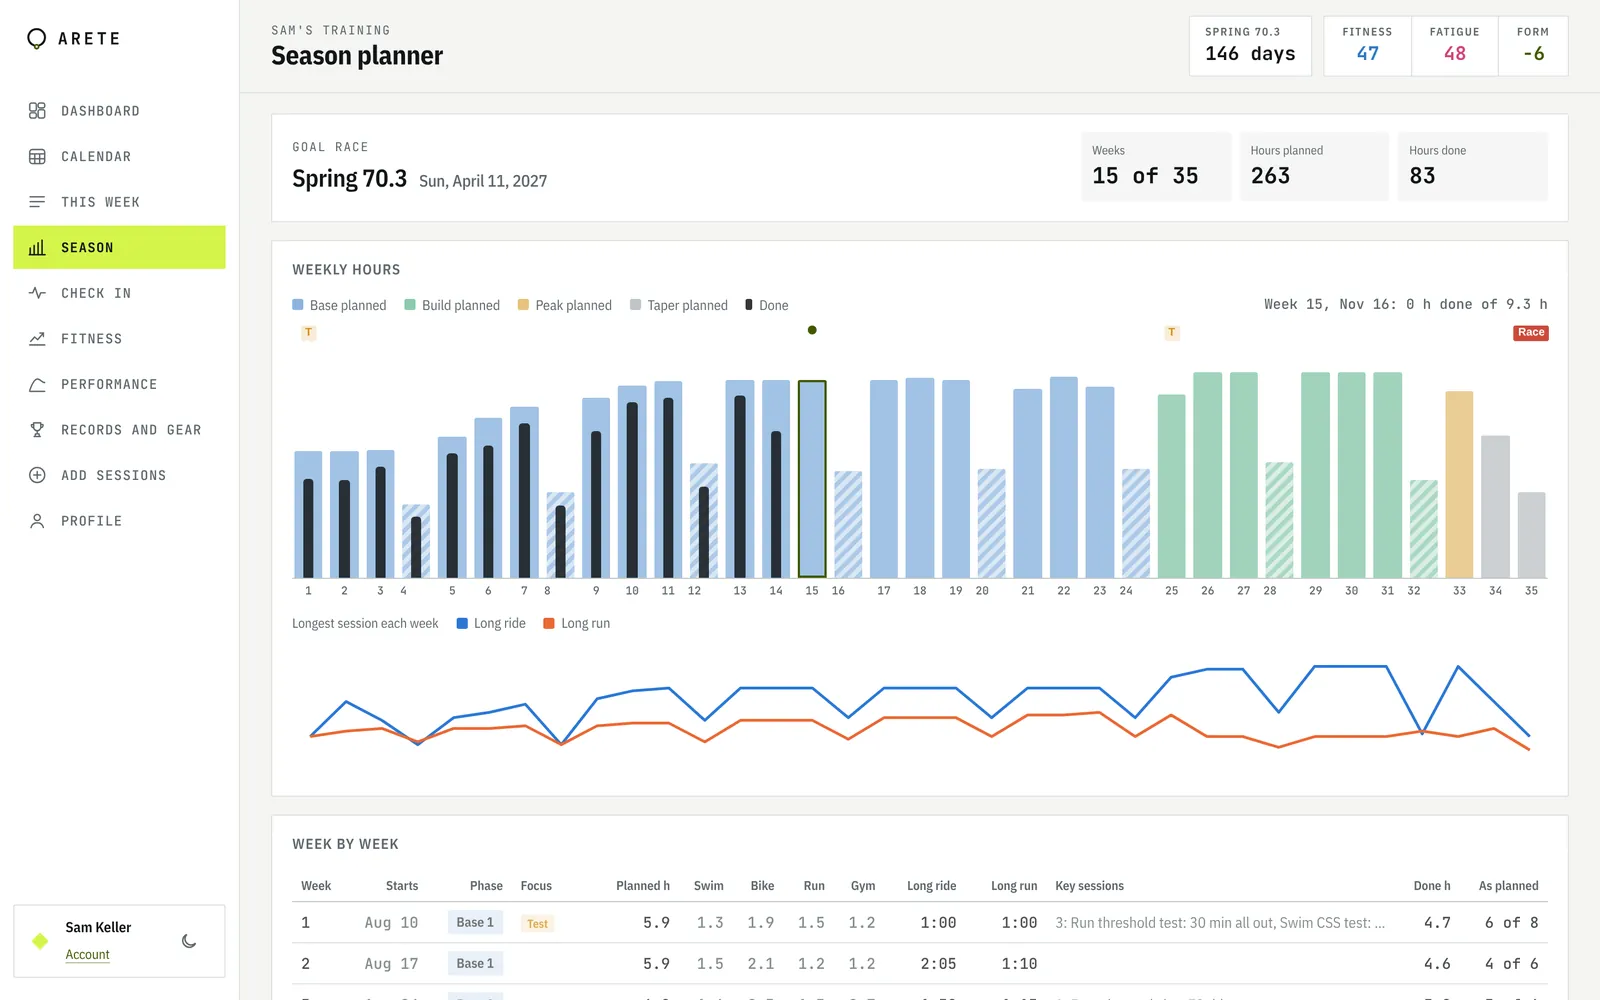 ARETE
DASHBOARD
CALENDAR
THIS WEEK
SEASON
CHECK IN
FITNESS
PERFORMANCE
RECORDS AND GEAR
ADD SESSIONS
PROFILE
Sam Keller
Account
SAM'S TRAINING
Season planner
SPRING 70.3
146 days
FITNESS
47
FATIGUE
48
FORM
-6
GOAL RACE
Spring 70.3 Sun, April 11, 2027
Weeks
15 of 35
Hours planned
263
Hours done
83
WEEKLY HOURS
Base planned Build planned Peak planned Taper planned Done
Week 15, Nov 16: 0 h done of 9.3 h
T T Race
1 2 3 4 5 6 7 8 9 10 11 12 13 14 15 16 17 18 19 20 21 22 23 24 25 26 27 28 29 30 31 32 33 34 35
Longest session each week Long ride Long run
WEEK BY WEEK
Week Starts Phase Focus Planned h Swim Bike Run Gym Long ride Long run Key sessions Done h As planned
1 Aug 10 Base 1 Test 5.9 1.3 1.9 1.5 1.2 1:00 1:00 3: Run threshold test: 30 min all out, Swim CSS test: ... 4.7 6 of 8
2 Aug 17 Base 1 5.9 1.5 2.1 1.2 1.2 2:05 1:10 4.6 4 of 6